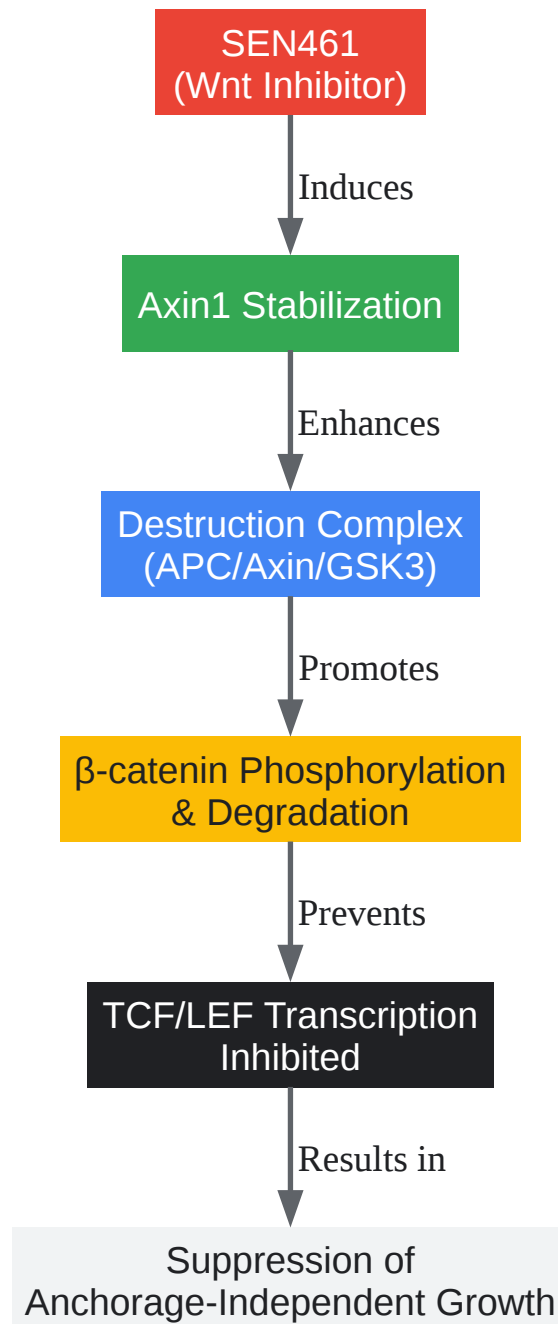 SEN461
(Wnt Inhibitor)
Induces
Axin1 Stabilization
Enhances
Destruction Complex
(APC/Axin/GSK3)
Promotes
β-catenin Phosphorylation
& Degradation
Prevents
TCF/LEF Transcription
Inhibited
Results in
Suppression of
Anchorage-Independent Growth